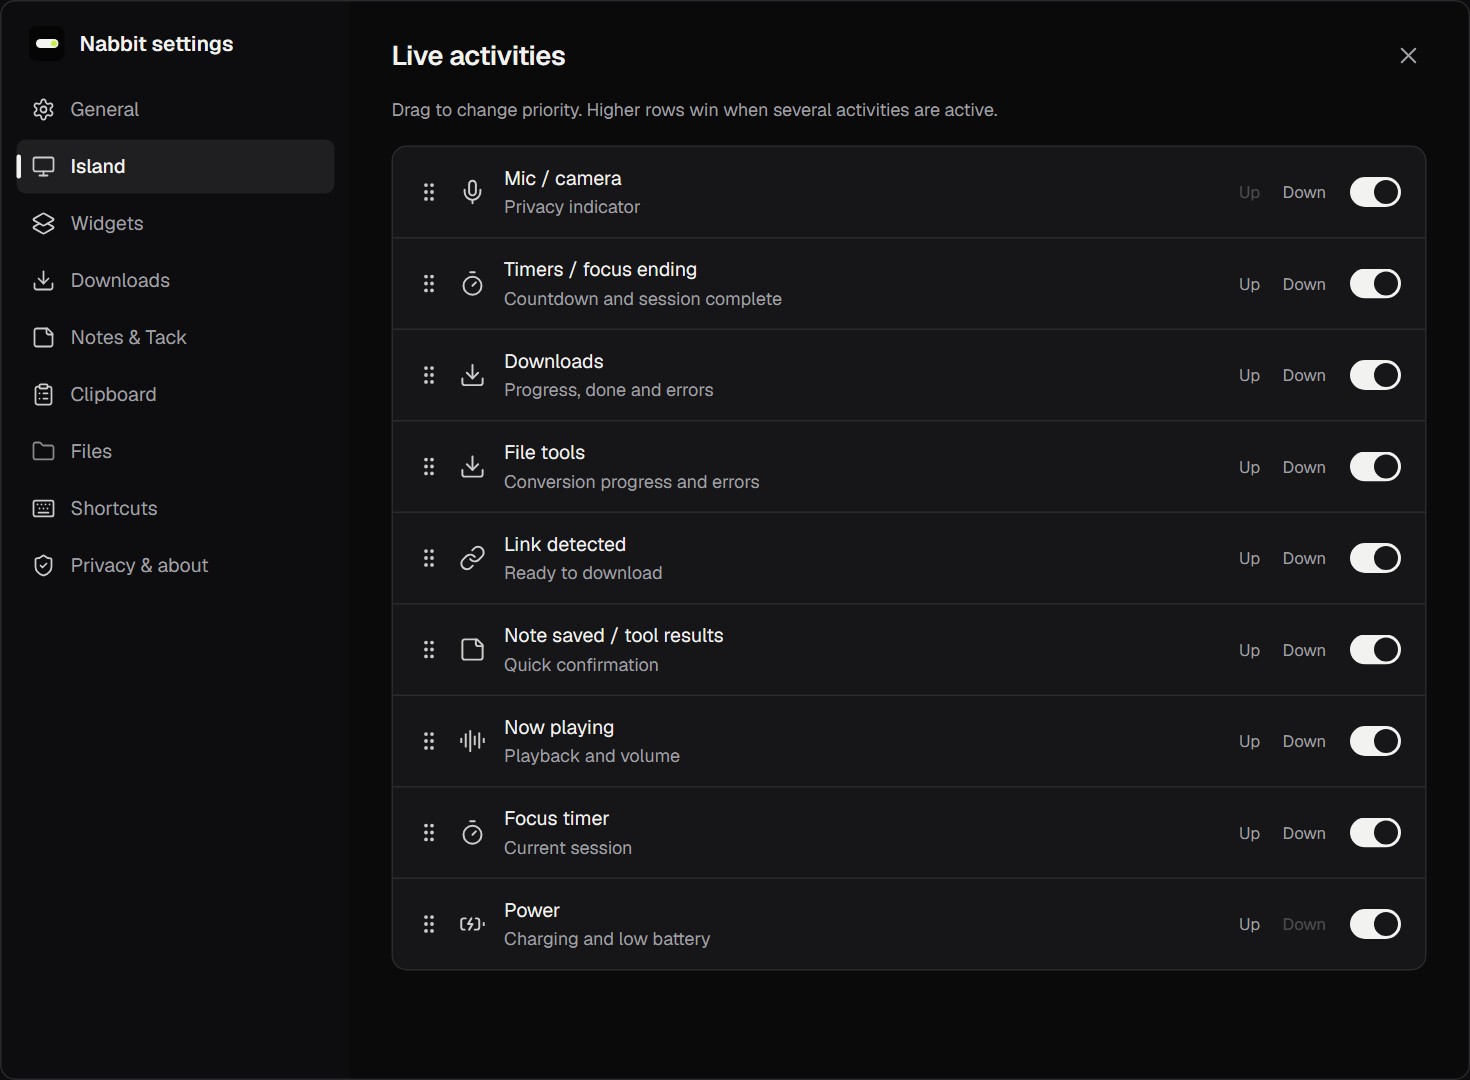 Nabbit settings
General
Island
Widgets
Downloads
Notes & Tack
Clipboard
Files
Shortcuts
Privacy & about
Live activities
Drag to change priority. Higher rows win when several activities are active.
Mic / camera
Privacy indicator
Up Down
Timers / focus ending
Countdown and session complete
Up Down
Downloads
Progress, done and errors
Up Down
File tools
Conversion progress and errors
Up Down
Link detected
Ready to download
Up Down
Note saved / tool results
Quick confirmation
Up Down
Now playing
Playback and volume
Up Down
Focus timer
Current session
Up Down
Power
Charging and low battery
Up Down